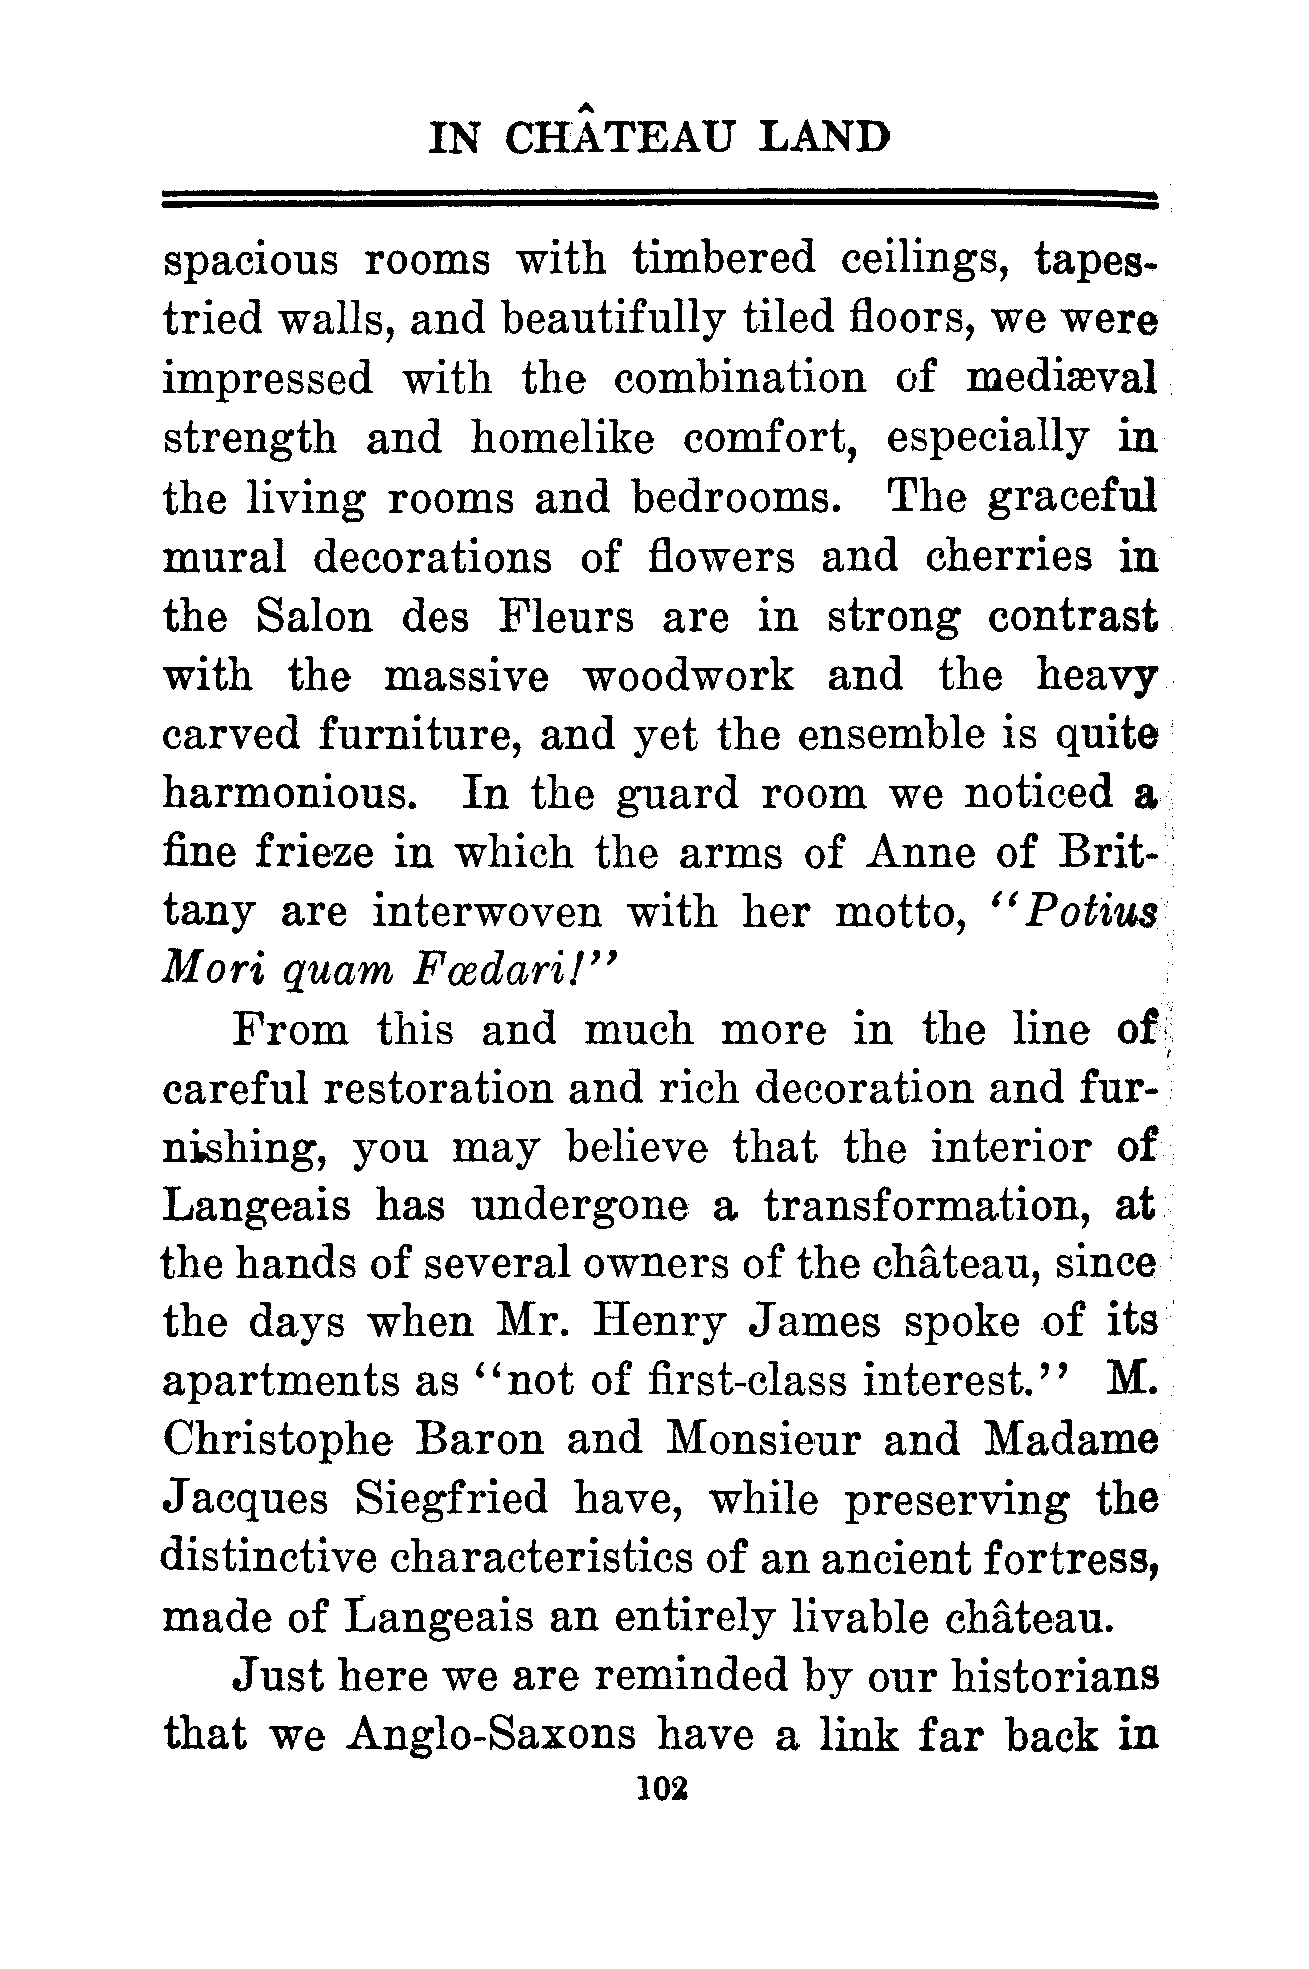 IN CHÂTEAU LAND
spacious rooms with timbered ceilings, tapes-
tried walls, and beautifully tiled floors, we were
impressed with the combination of mediæval
strength and homelike comfort, especially in
the living rooms and bedrooms. The graceful
mural decorations of flowers and cherries in
the Salon des Fleurs are in strong contrast
with the massive woodwork and the heavy
carved furniture, and yet the ensemble is quite
harmonious. In the guard room we noticed a
fine frieze in which the arms of Anne of Brit-
tany are interwoven with her motto, “Potius
Mori quam Fœdari!”
From this and much more in the line of
careful restoration and rich decoration and fur-
nishing, you may believe that the interior of
Langeais has undergone a transformation, at
the hands of several owners of the château, since
the days when Mr. Henry James spoke of its
apartments as “not of first-class interest.” M.
Christophe Baron and Monsieur and Madame
Jacques Siegfried have, while preserving the
distinctive characteristics of an ancient fortress,
made of Langeais an entirely livable château.
Just here we are reminded by our historians
that we Anglo-Saxons have a link far back in
102